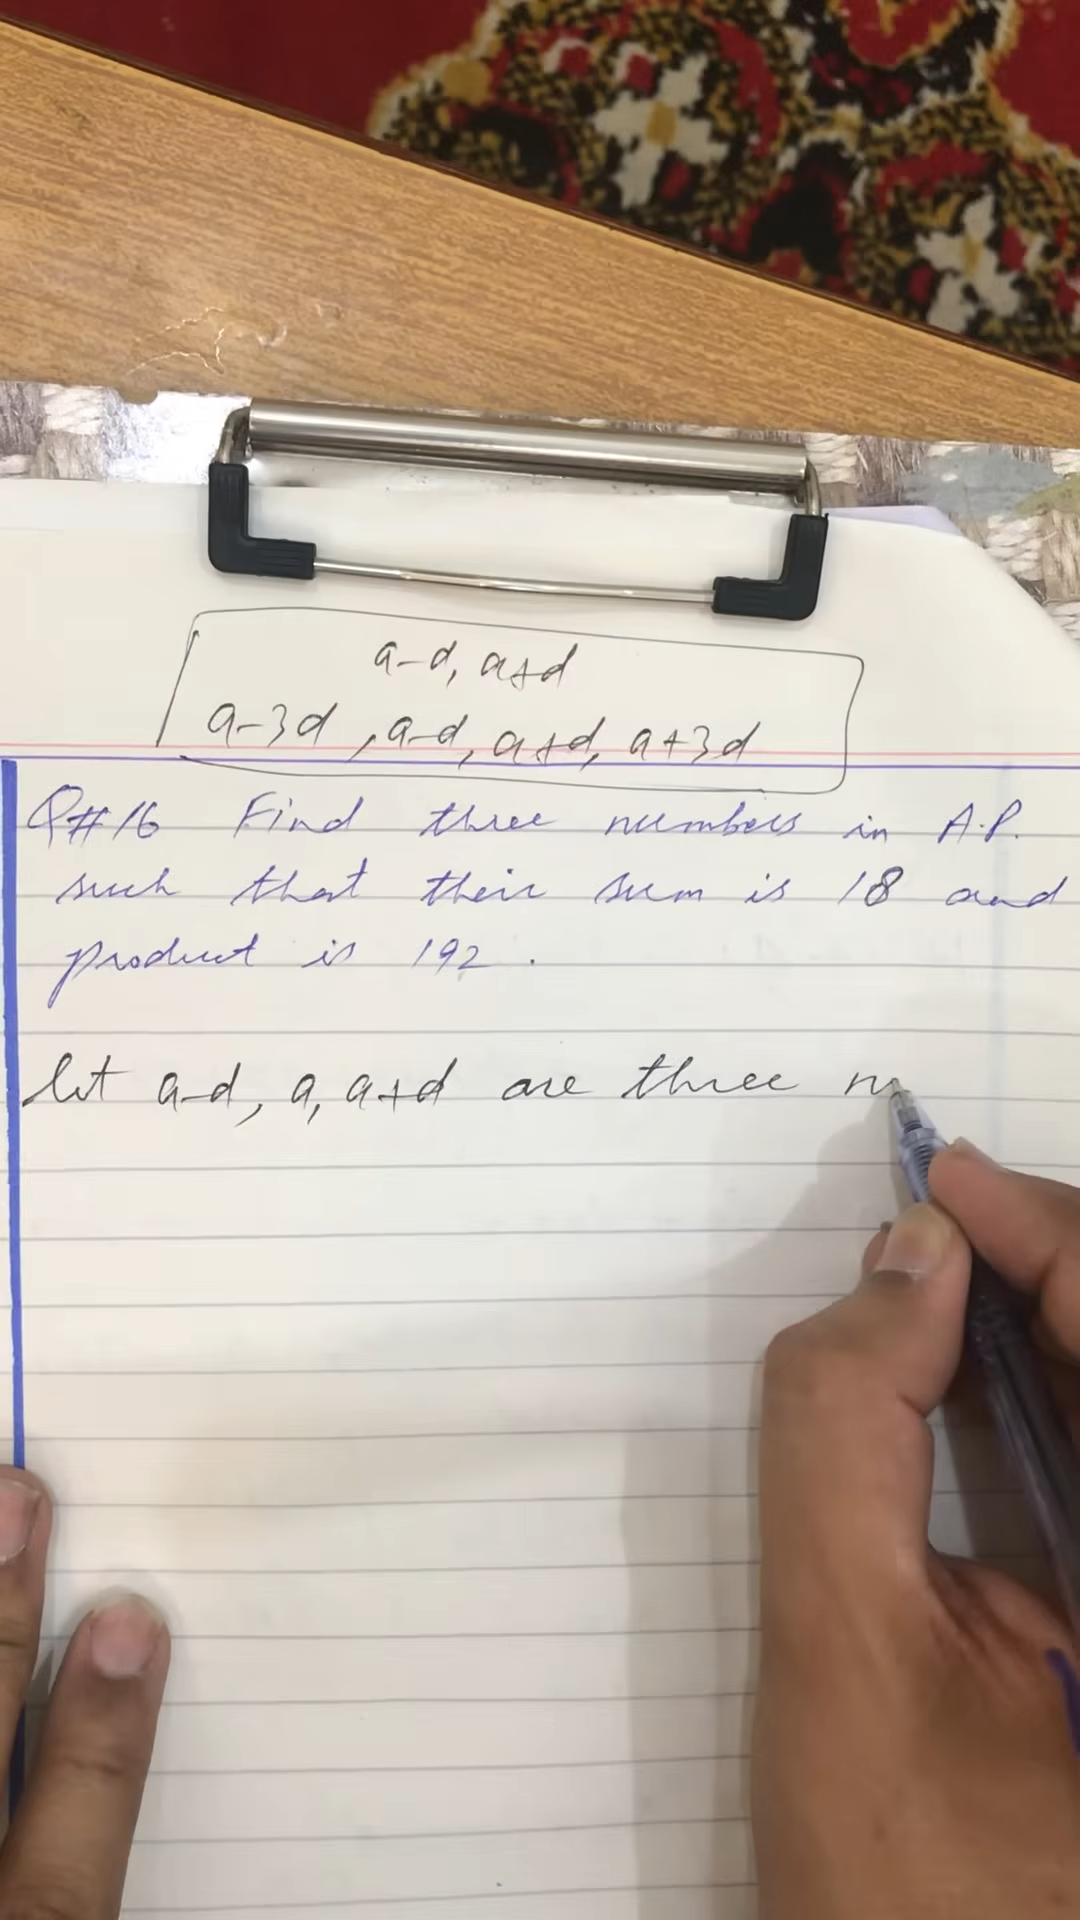 a-d, a+d
a-3d, a-d, a+d, a+3d
Q#16 Find three numbers in A.P.
such that their sum is 18 and
product is 192.
let a-d, a, a+d are three